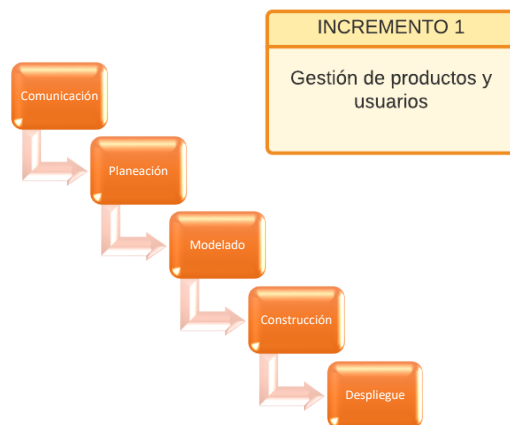 INCREMENTO 1
Gestión de productos y
usuarios
Comunicación
Planeación
Modelado
Construcción
Despliegue